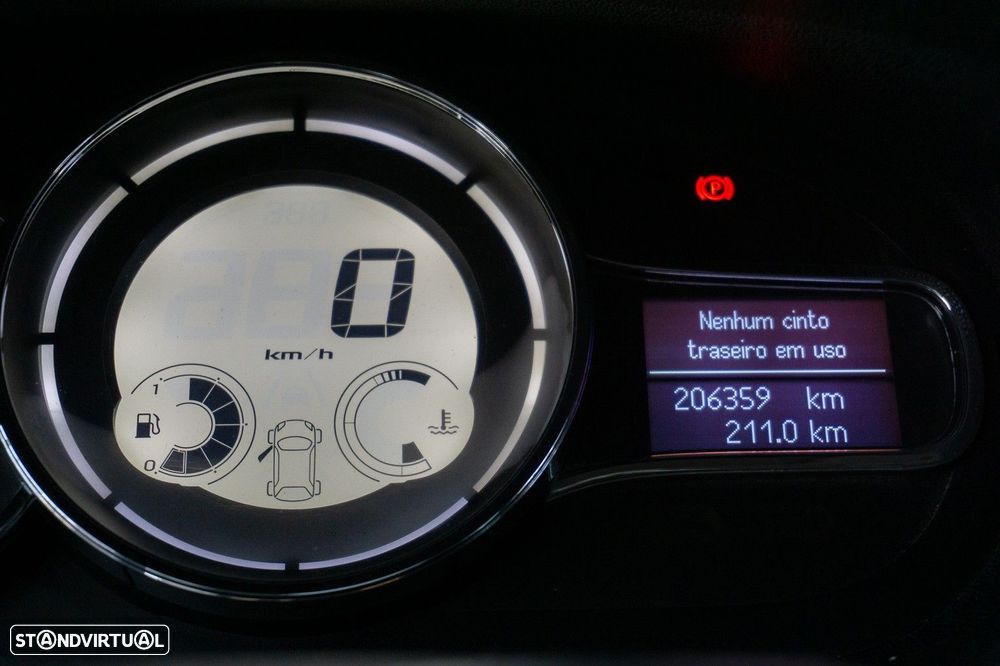 0
km/h
1
0
P
Nenhum cinto
traseiro em uso
206359 km
211.0 km
STANDVIRTUAL